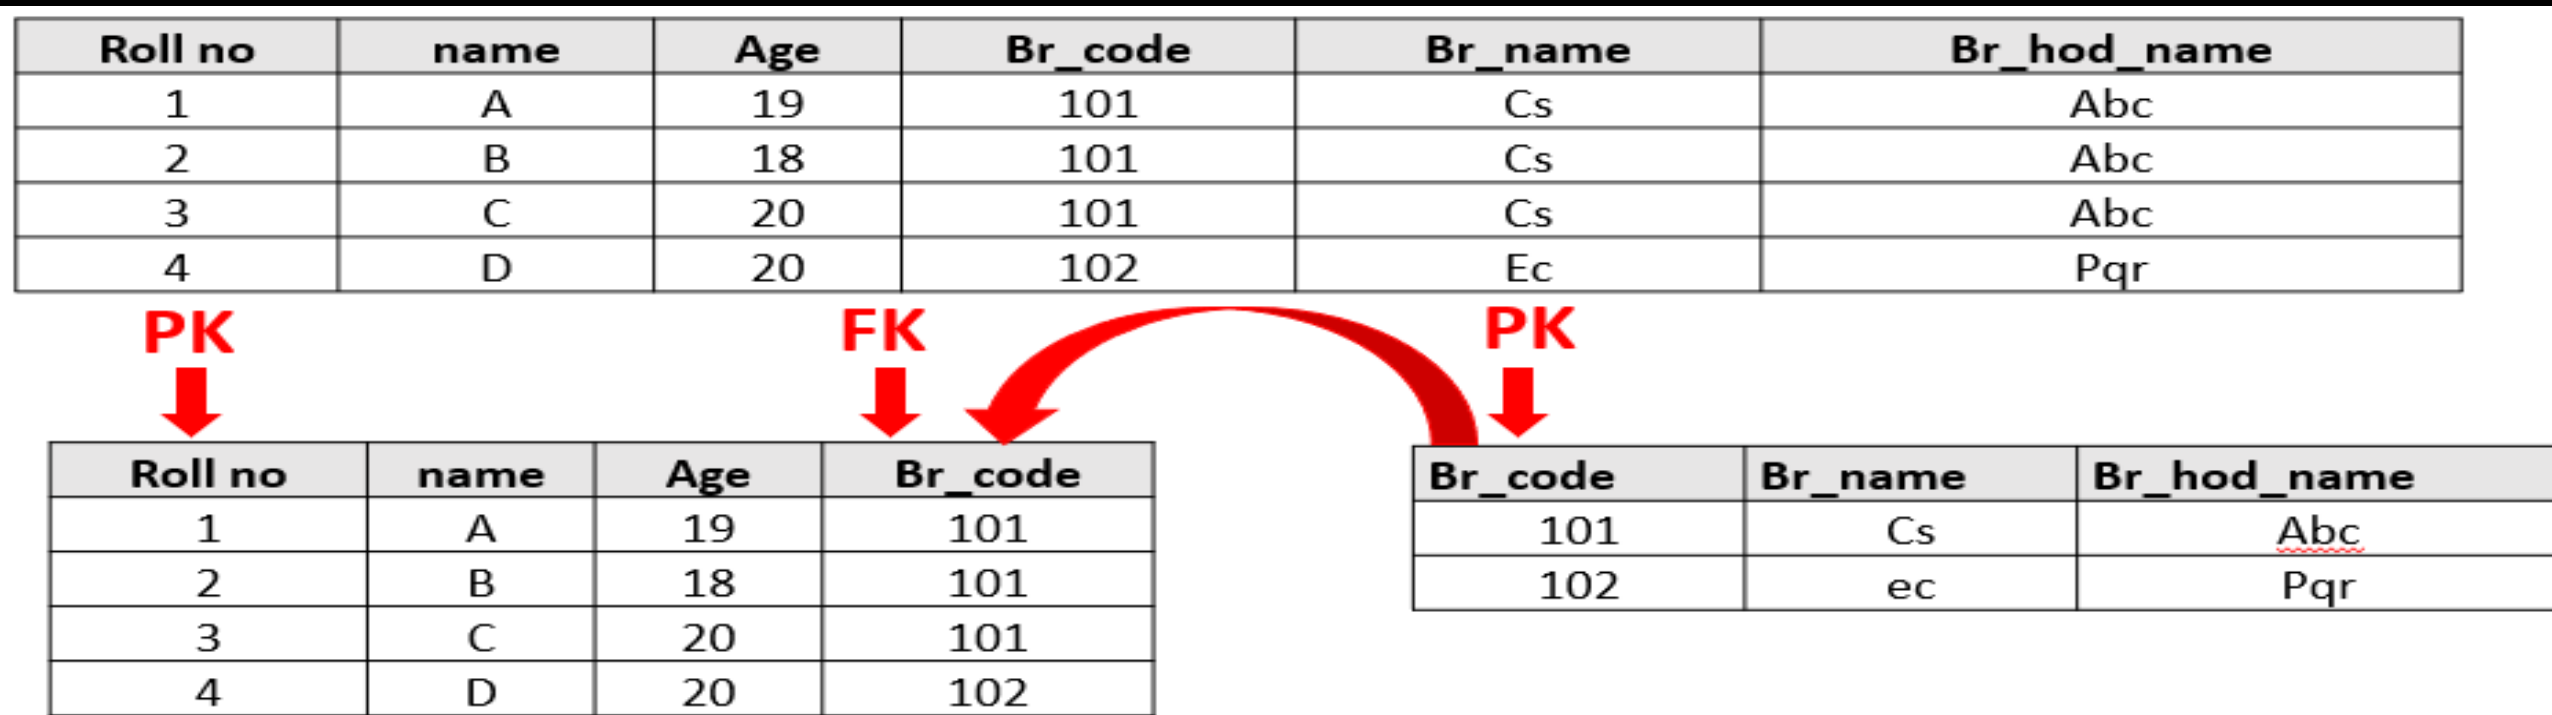 Roll no name Age Br_code Br_name Br_hod_name
1 A 19 101 Cs Abc
2 B 18 101 Cs Abc
3 C 20 101 Cs Abc
4 D 20 102 Ec Pqr
PK FK PK
Roll no name Age Br_code
1 A 19 101
2 B 18 101
3 C 20 101
4 D 20 102
Br_code Br_name Br_hod_name
101 Cs Abc
102 ec Pqr